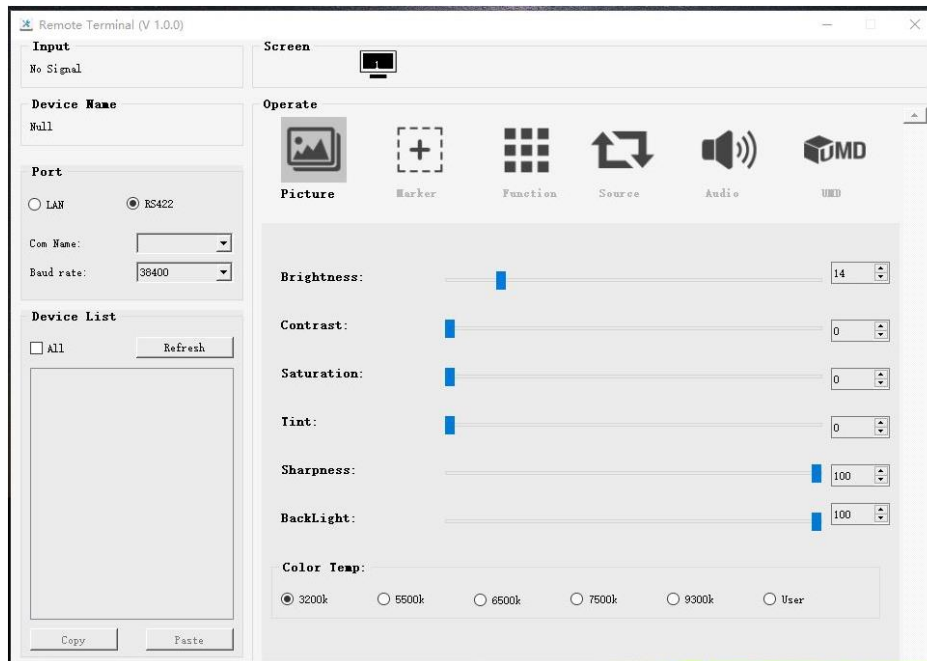 Remote Terminal (V 1.0.0)
Input
No Signal
Screen
1
Device Name
Null
Operate
Picture
Marker
Function
Source
Audio
UMD
UMD
Port
LAN
RS422
Com Name:
Baud rate:
38400
Device List
All
Refresh
Copy
Paste
Brightness:
14
Contrast:
0
Saturation:
0
Tint:
0
Sharpness:
100
BackLight:
100
Color Temp:
3200k
5500k
6500k
7500k
9300k
User